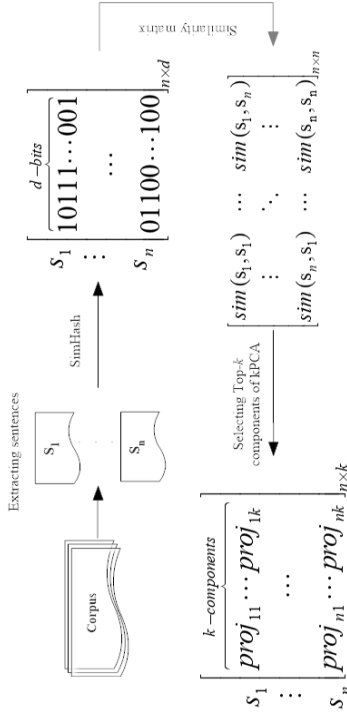 Extracting sentences
Corpus
S1
Sn
SimHash
d -bits
S1
10111⋯001
⋮
⋯
Sn
01100⋯100
n×d
Similarity matrix
sim(s1,s1) ⋯ sim(s1,sn)
⋮ ⋱ ⋮
sim(sn,s1) ⋯ sim(sn,sn)
n×n
Selecting Top-k
components of kPCA
k -components
S1
proj11 ⋯ proj1k
⋮
⋯
Sn
projn1 ⋯ projnk
n×k